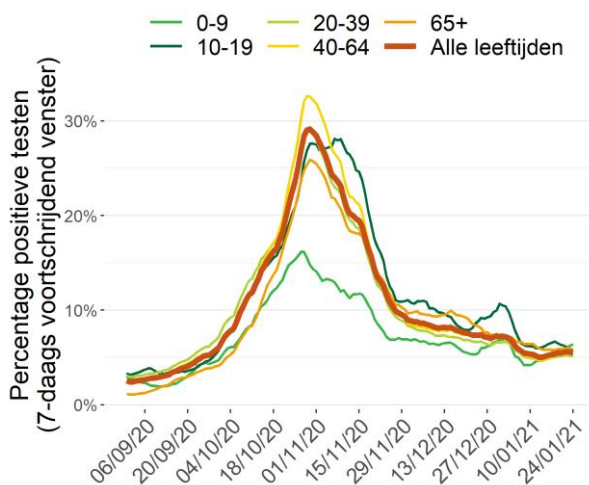 0-9 20-39 65+
10-19 40-64 Alle leeftijden
Percentage positieve testen
(7-daags voortschrijdend venster)
30%
20%
10%
0%
06/09/20 20/09/20 04/10/20 18/10/20 01/11/20 15/11/20 29/11/20 13/12/20 27/12/20 10/01/21 24/01/21